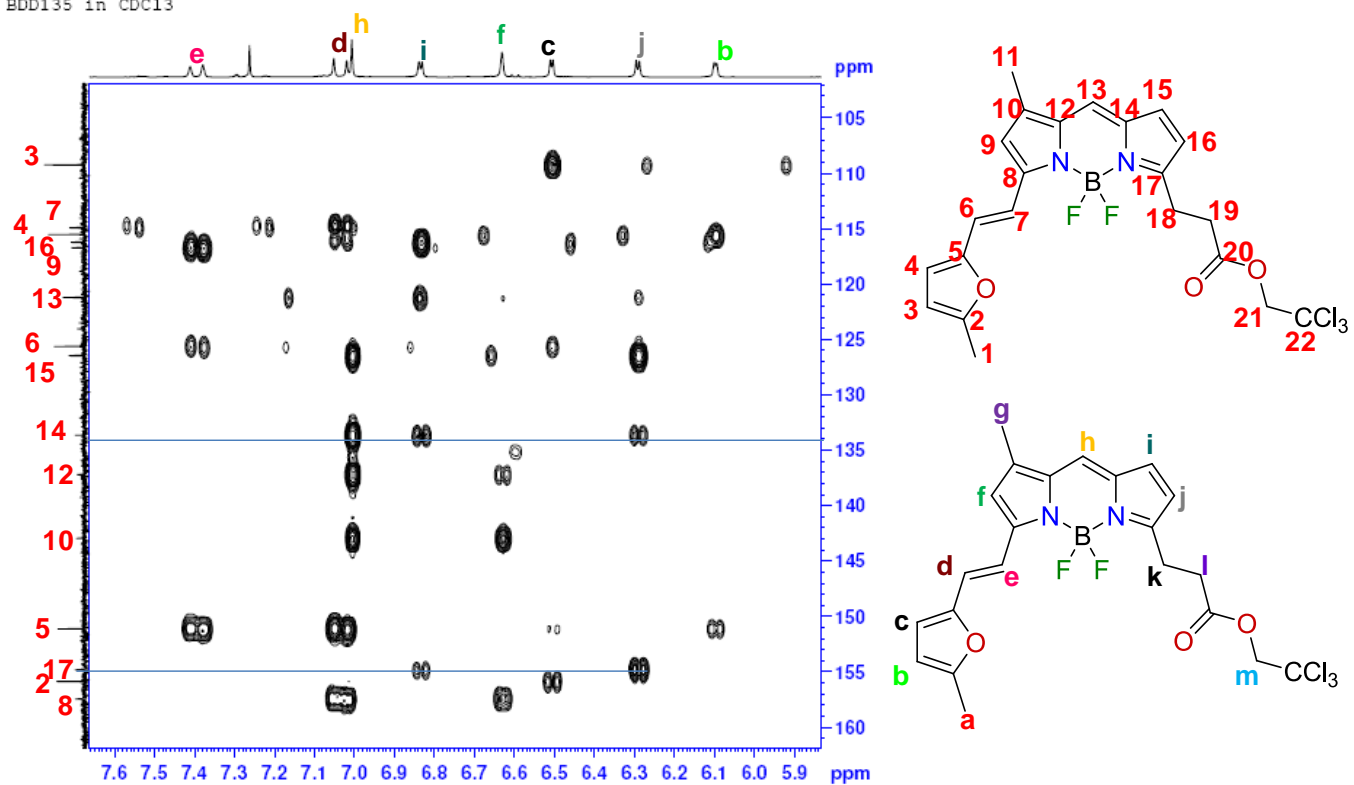 BDD135 in CDCl3
e d h i f c j b
ppm
3
7
4
16
9
13
6
15
14
12
10
5
17
2
8
105
110
115
120
125
130
135
140
145
150
155
160
7.6 7.5 7.4 7.3 7.2 7.1 7.0 6.9 6.8 6.7 6.6 6.5 6.4 6.3 6.2 6.1 6.0 5.9 ppm
11
13 15
10 12 14
9 16
N N
8 B 17
6 F F 18 19
7
5 20
4 O O
3 O
2 21 CCl3
1 22
g
h i
f j
N N
B
d e F F k l
c O O
O
b m CCl3
a